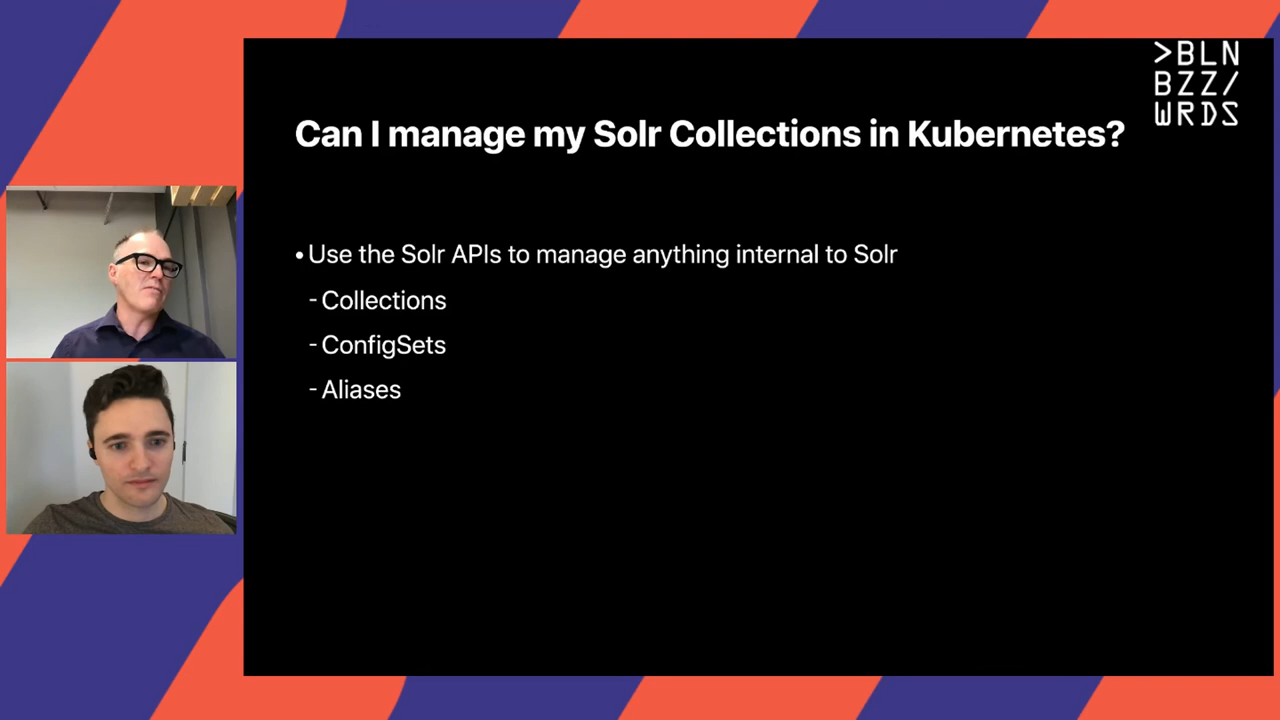 >BLN
BZZ/
WRDS
Can I manage my Solr Collections in Kubernetes?
• Use the Solr APIs to manage anything internal to Solr
- Collections
- ConfigSets
- Aliases